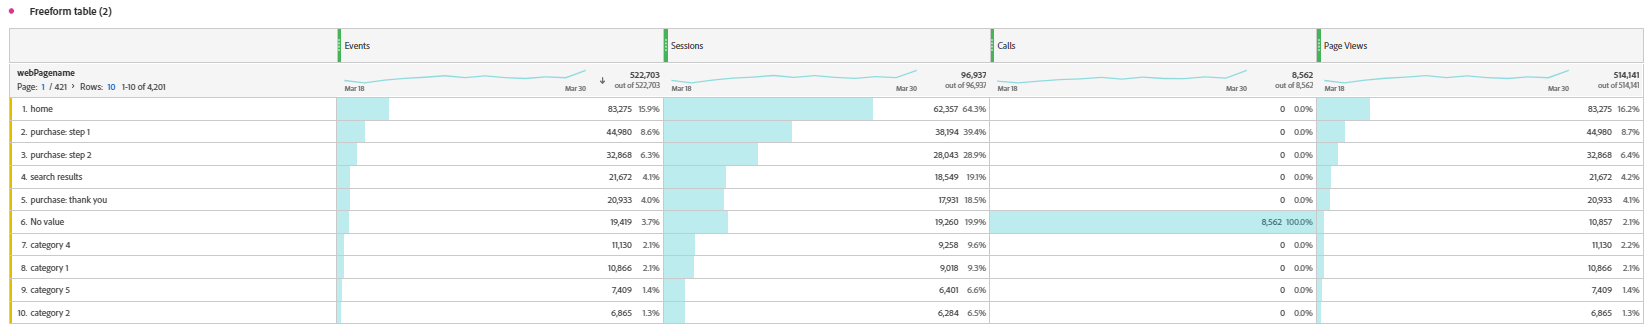 Freeform table (2)
Events Sessions Calls Page Views
webPagename
Page: 1 / 421 > Rows: 10 1-10 of 4,201
Mar 18 Mar 30 ↓ 522,703 out of 522,703 Mar 18 Mar 30 96,937 out of 96,937 Mar 18 Mar 30 8,562 out of 8,562 Mar 18 Mar 30 514,141 out of 514,141
1. home 83,275 15.9% 62,357 64.3% 0 0.0% 83,275 16.2%
2. purchase: step 1 44,980 8.6% 38,194 39.4% 0 0.0% 44,980 8.7%
3. purchase: step 2 32,868 6.3% 28,043 28.9% 0 0.0% 32,868 6.4%
4. search results 21,672 4.1% 18,549 19.1% 0 0.0% 21,672 4.2%
5. purchase: thank you 20,933 4.0% 17,931 18.5% 0 0.0% 20,933 4.1%
6. No value 19,419 3.7% 19,260 19.9% 8,562 100.0% 10,857 2.1%
7. category 4 11,130 2.1% 9,258 9.6% 0 0.0% 11,130 2.2%
8. category 1 10,866 2.1% 9,018 9.3% 0 0.0% 10,866 2.1%
9. category 5 7,409 1.4% 6,401 6.6% 0 0.0% 7,409 1.4%
10. category 2 6,865 1.3% 6,284 6.5% 0 0.0% 6,865 1.3%